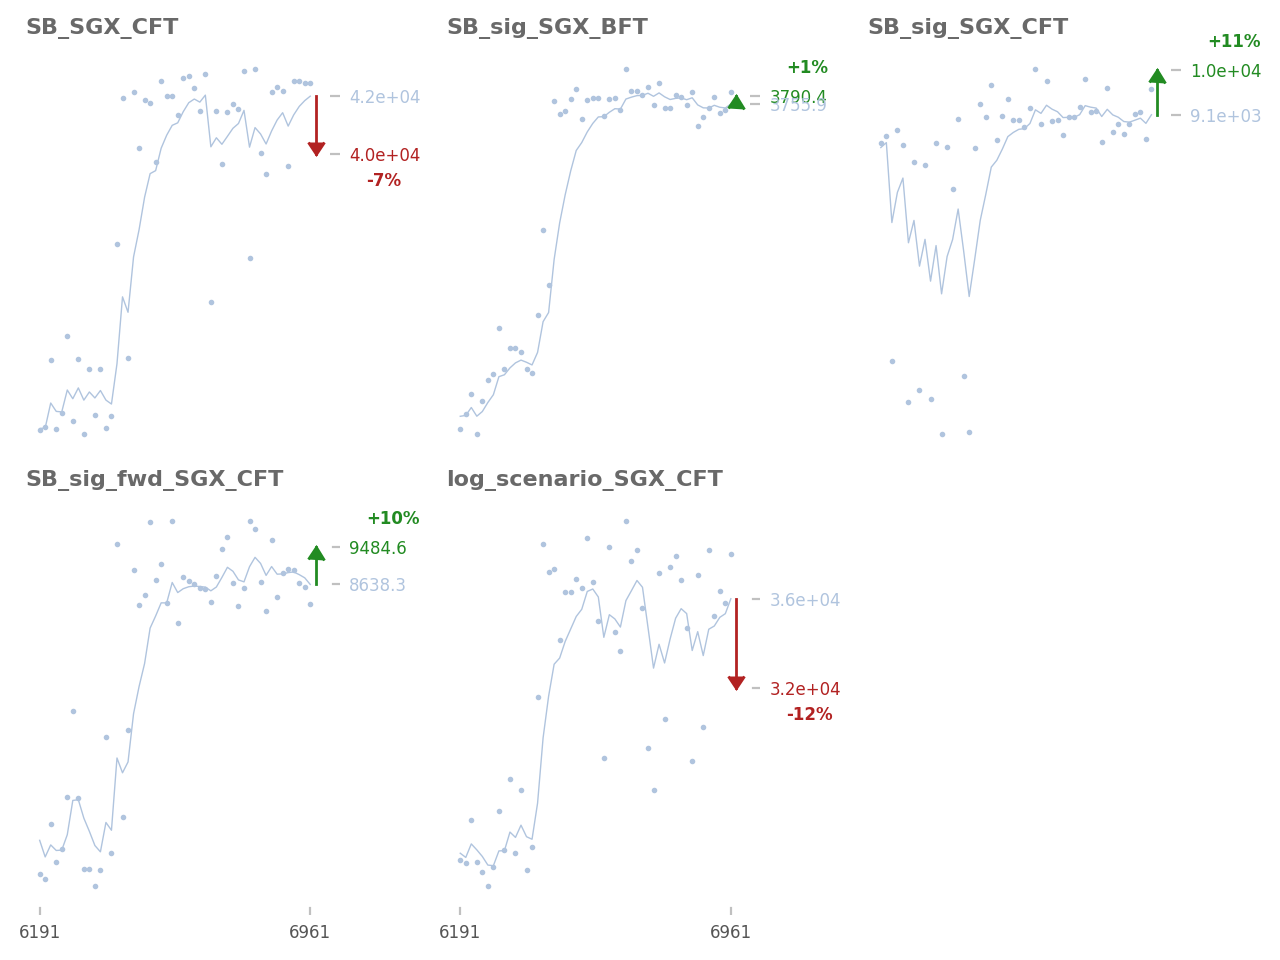 SB_SGX_CFT
4.2e+04
4.0e+04
-7%
SB_sig_SGX_BFT
+1%
3790.4
3755.9
SB_sig_SGX_CFT
+11%
1.0e+04
9.1e+03
SB_sig_fwd_SGX_CFT
+10%
9484.6
8638.3
6191
6961
log_scenario_SGX_CFT
3.6e+04
3.2e+04
-12%
6191
6961